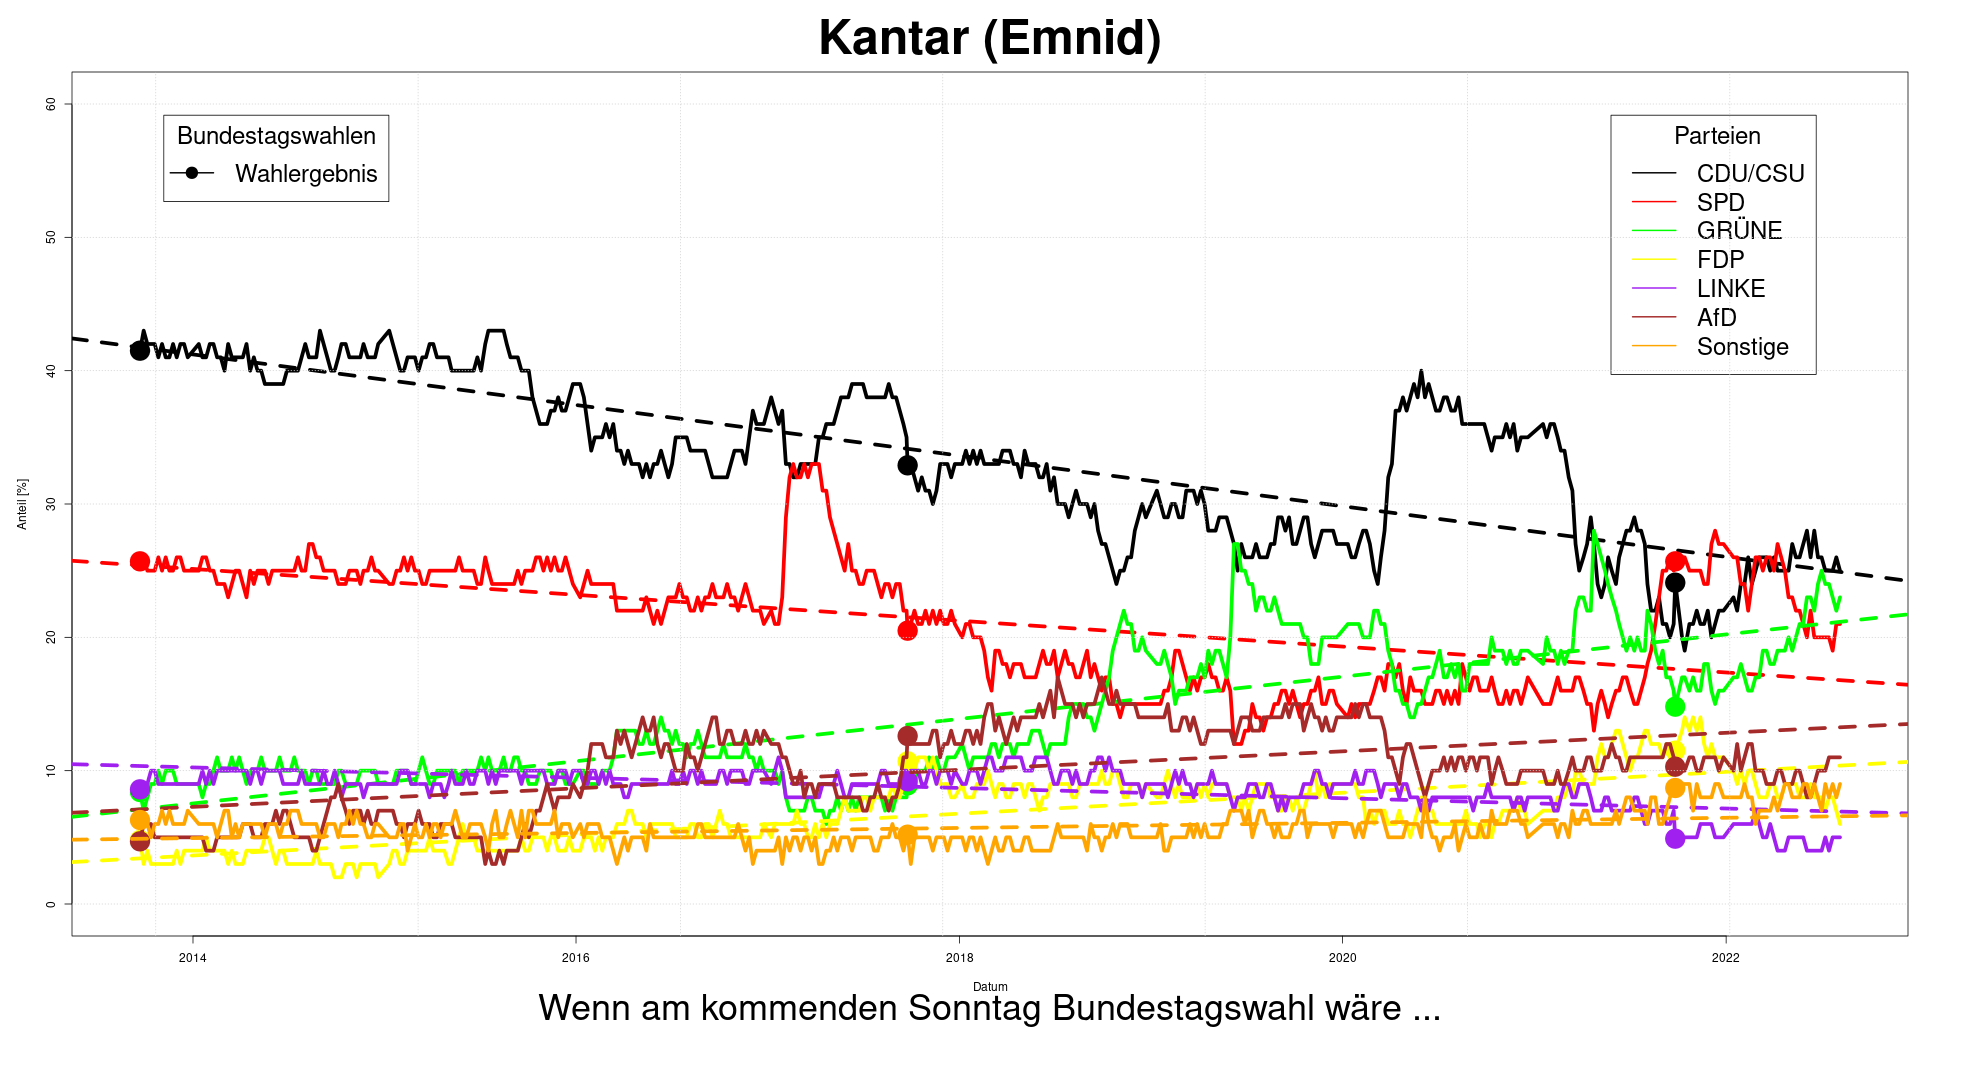 Kantar (Emnid)
Bundestagswahlen
Wahlergebnis
Parteien
CDU/CSU
SPD
GRÜNE
FDP
LINKE
AfD
Sonstige
Anteil [%]
60
50
40
30
20
10
0
2014
2016
2018
2020
2022
Datum
Wenn am kommenden Sonntag Bundestagswahl wäre ...